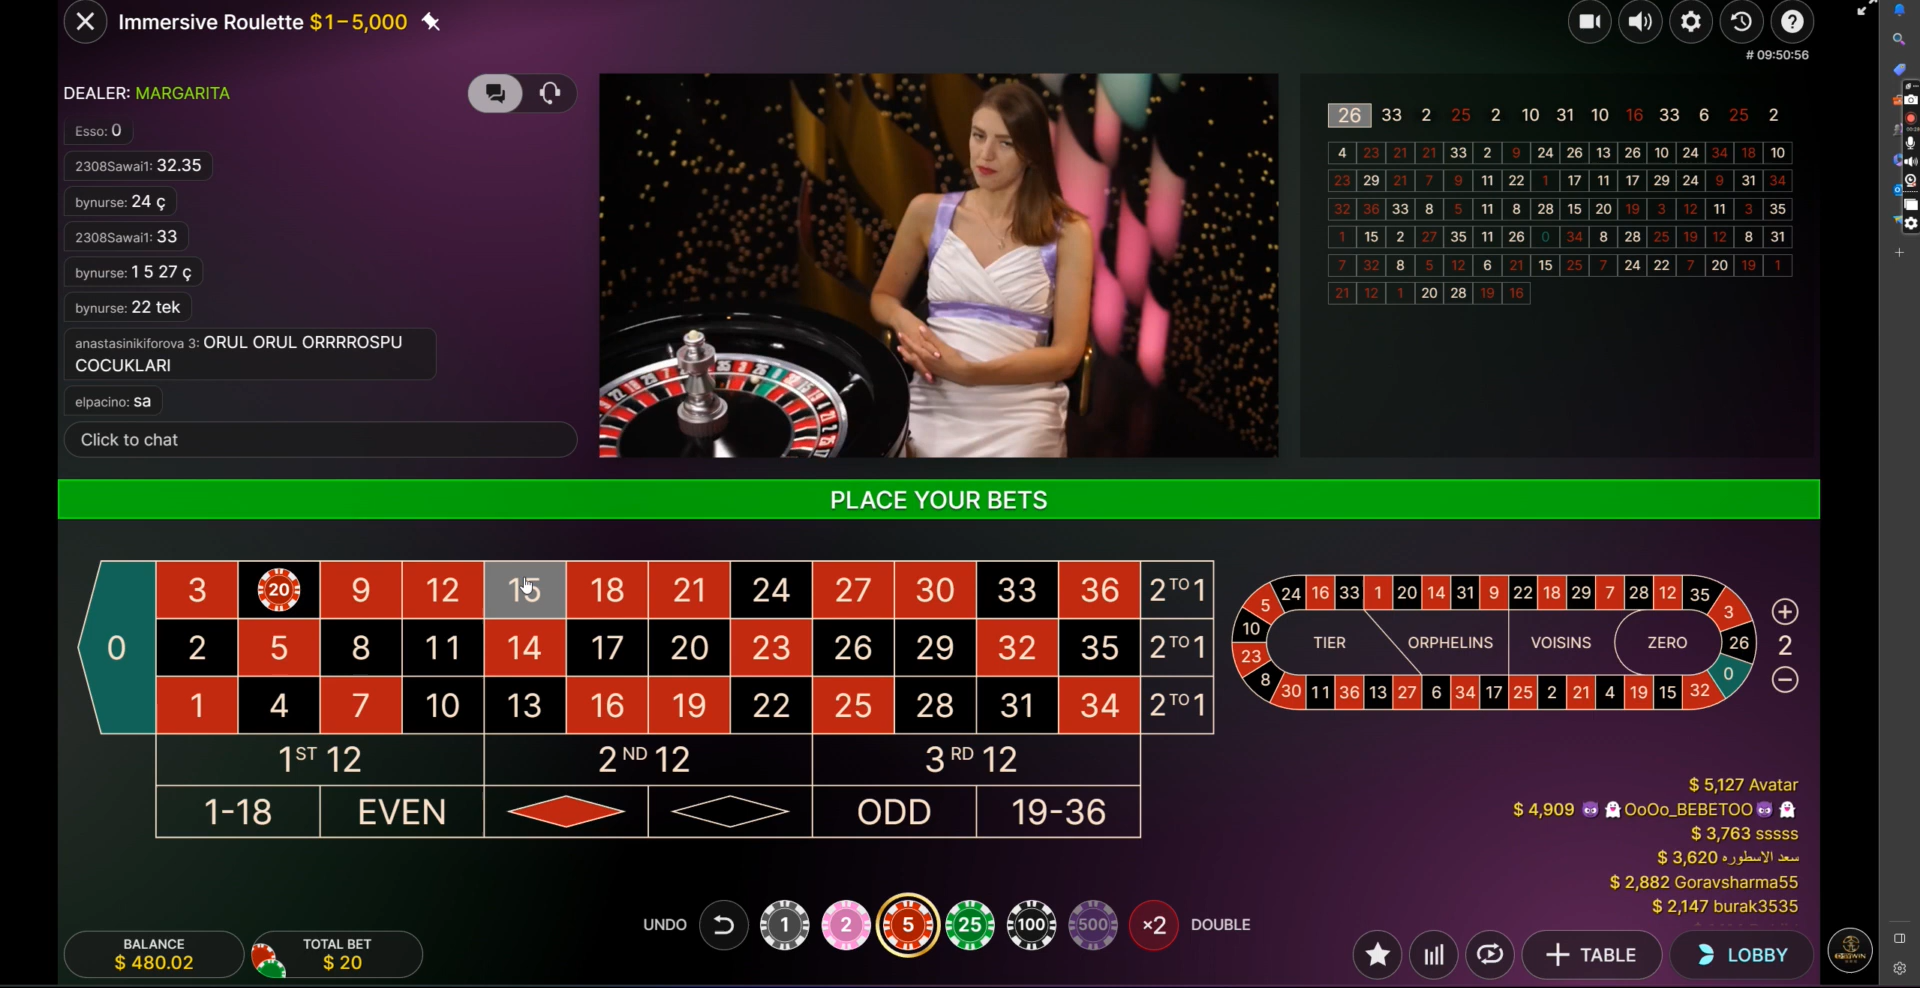 Immersive Roulette $1–5,000
# 09:50:56
DEALER: MARGARITA
Esso: 0
2308Sawai1: 32.35
bynurse: 24 ç
2308Sawai1: 33
bynurse: 1 5 27 ç
bynurse: 22 tek
anastasinikiforova 3: ORUL ORUL ORRRROSPU
COCUKLARI
elpacino: sa
Click to chat
26 33 2 25 2 10 31 10 16 33 6 25 2
4 23 21 21 33 2 9 24 26 13 26 10 24 34 18 10
23 29 21 7 9 11 22 1 17 11 17 29 24 9 31 34
32 36 33 8 5 11 8 28 15 20 19 3 12 11 3 35
1 15 2 27 35 11 26 0 34 8 28 25 19 12 8 31
7 32 8 5 12 6 21 15 25 7 24 22 7 20 19 1
21 12 1 20 28 19 16
PLACE YOUR BETS
3 20 9 12 15 18 21 24 27 30 33 36 2 TO 1
0 2 5 8 11 14 17 20 23 26 29 32 35 2 TO 1
1 4 7 10 13 16 19 22 25 28 31 34 2 TO 1
1ST 12 2ND 12 3RD 12
1-18 EVEN ODD 19-36
5 24 16 33 1 20 14 31 9 22 18 29 7 28 12 35 3
10 TIER ORPHELINS VOISINS ZERO 26 2
23 0
8 30 11 36 13 27 6 34 17 25 2 21 4 19 15 32
$ 5,127 Avatar
$ 4,909 OoOo_BEBETOO
$ 3,763 sssss
$ 3,620 سعد الاسطوره
$ 2,882 Goravsharma55
$ 2,147 burak3535
UNDO 1 2 5 25 100 500 ×2 DOUBLE
BALANCE
$ 480.02
TOTAL BET
$ 20
TABLE
LOBBY